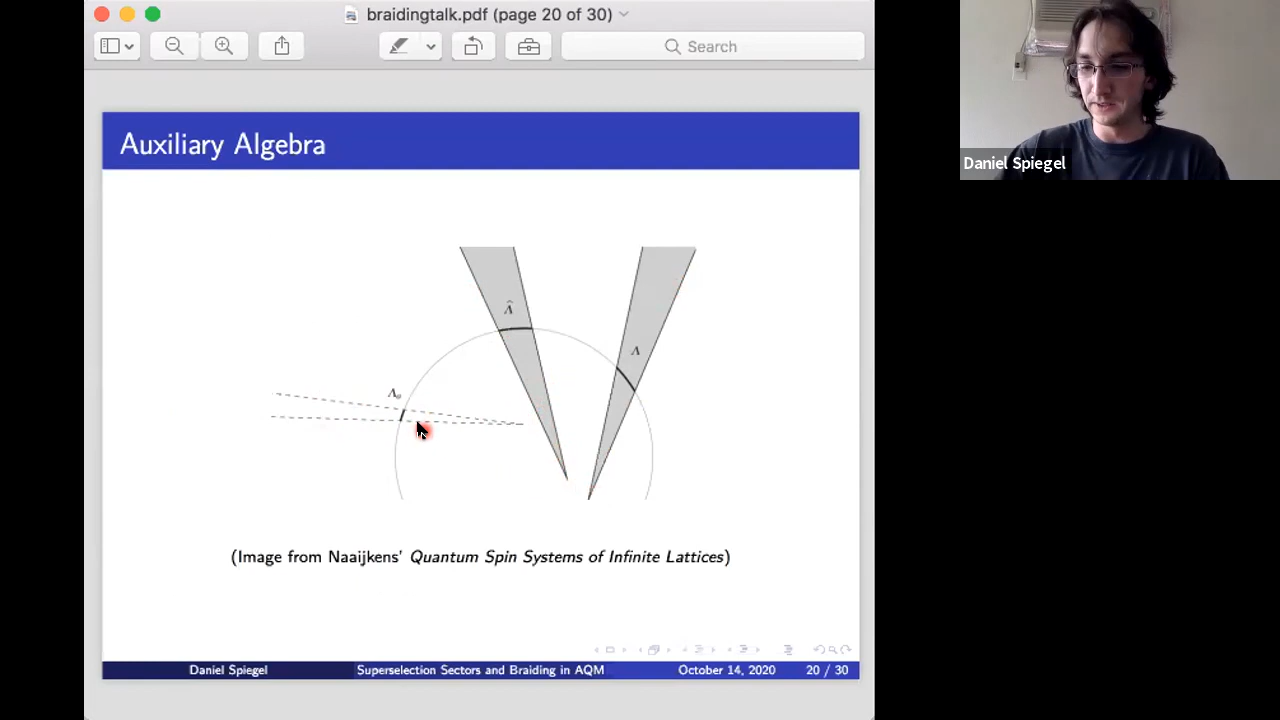 braidingtalk.pdf (page 20 of 30)
Search
Auxiliary Algebra
Λ̂
Λ
Λₐ
(Image from Naaijkens' Quantum Spin Systems of Infinite Lattices)
Daniel Spiegel Superselection Sectors and Braiding in AQM October 14, 2020 20 / 30
Daniel Spiegel